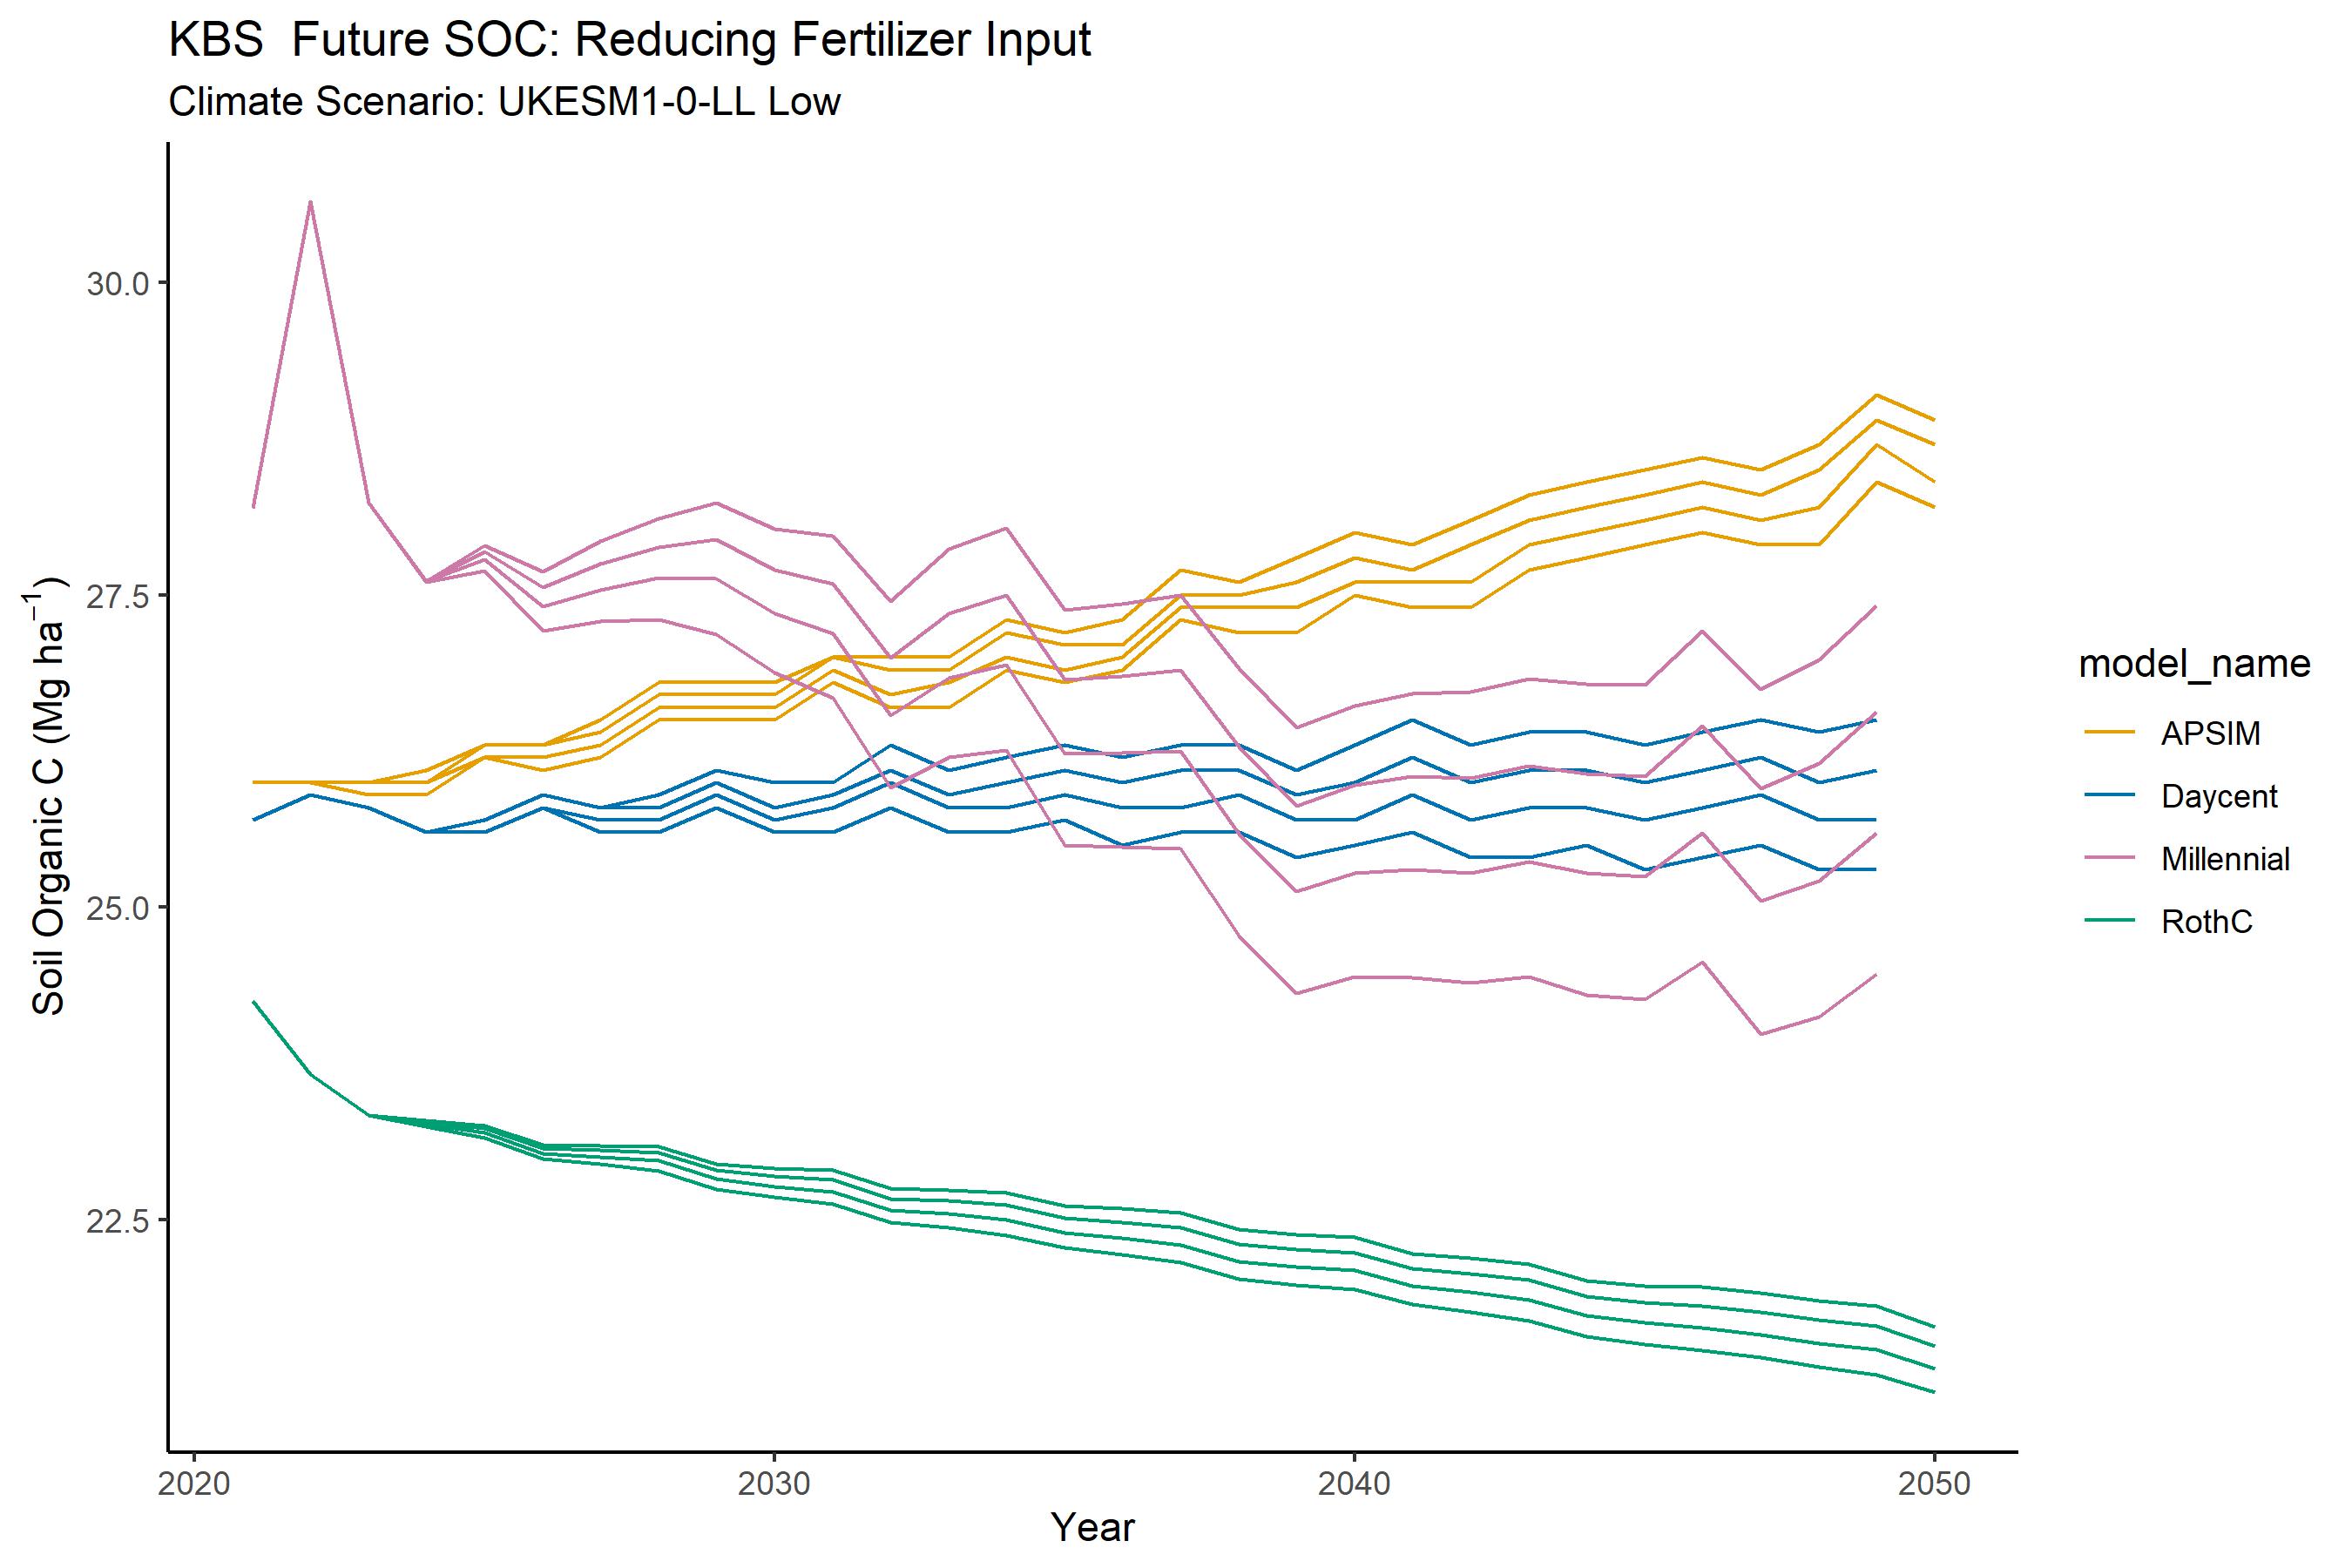 KBS  Future SOC: Reducing Fertilizer Input
Climate Scenario: UKESM1-0-LL Low
Soil Organic C (Mg ha⁻¹)
30.0
27.5
25.0
22.5
2020
2030
2040
2050
Year
model_name
APSIM
Daycent
Millennial
RothC